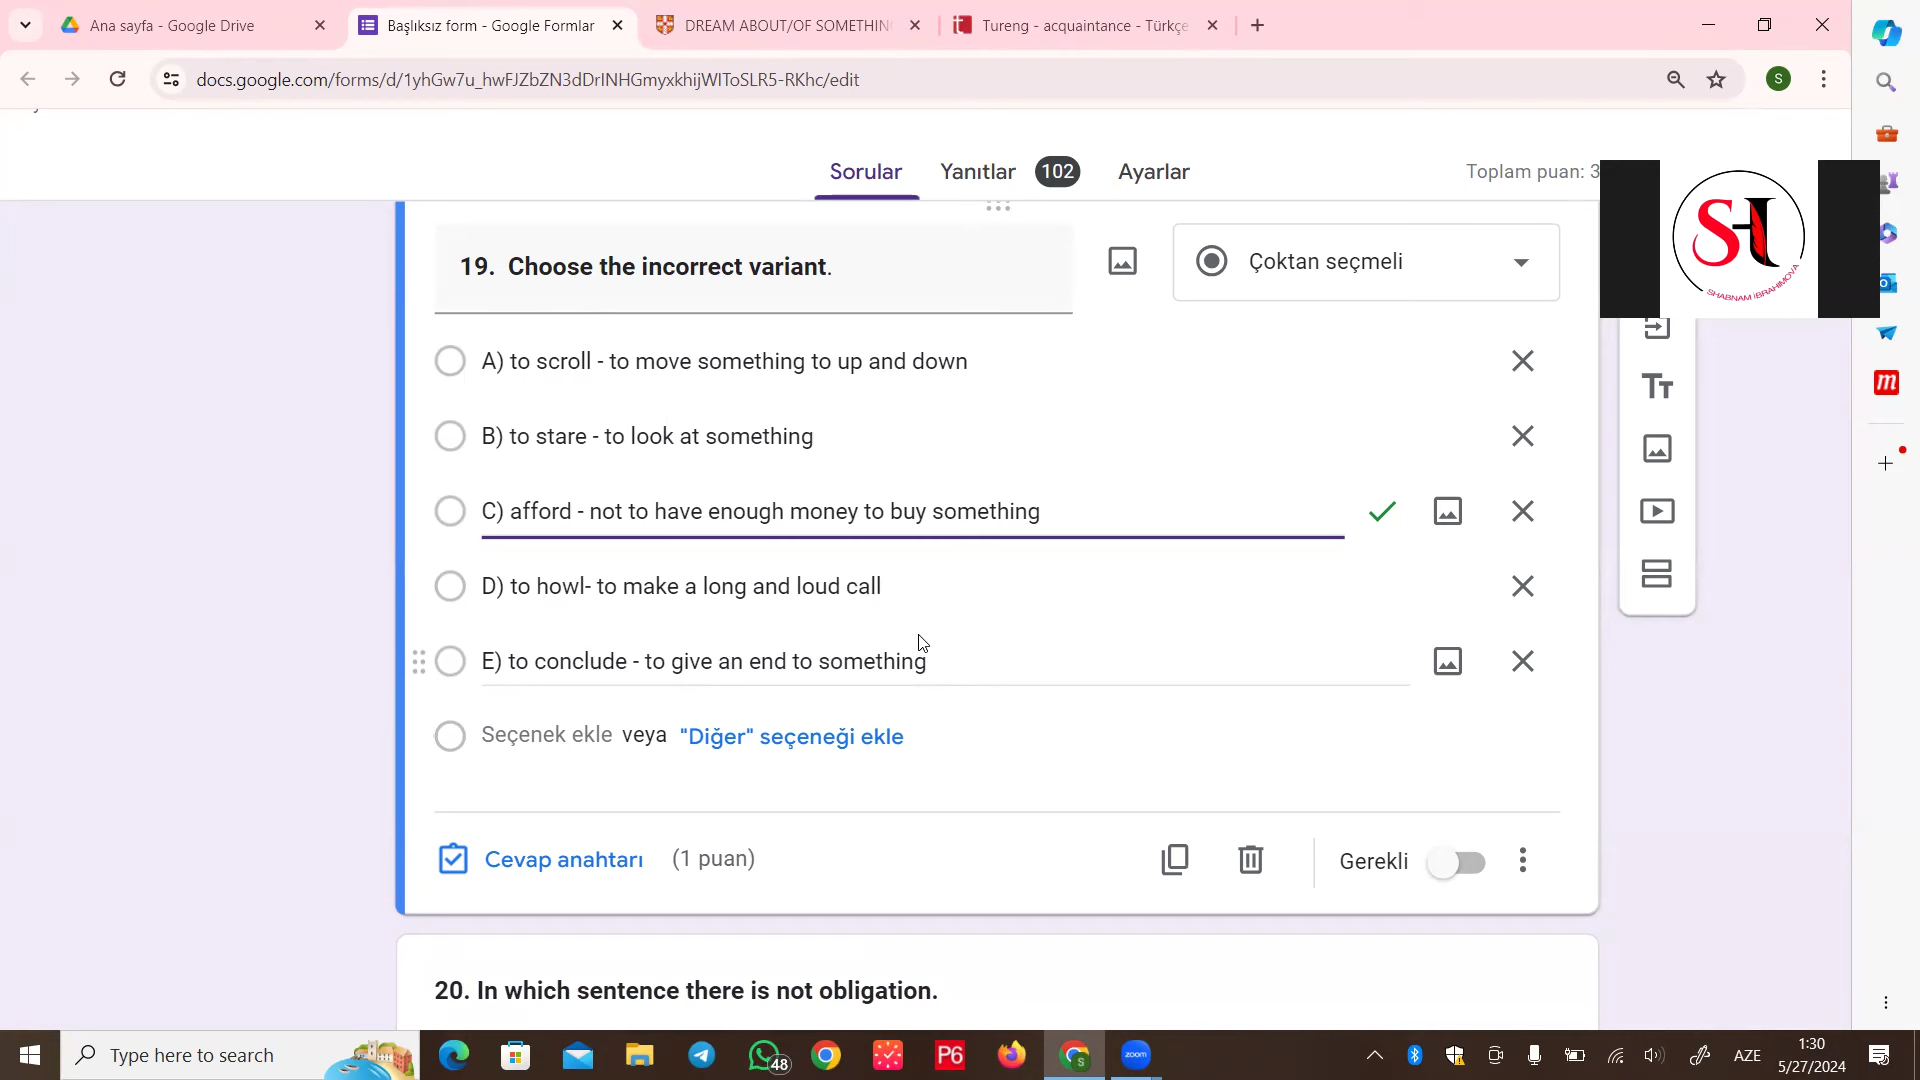 Ana sayfa - Google Drive
Başlıksız form - Google Formlar
DREAM ABOUT/OF SOMETHIN
Tureng - acquaintance - Türkçe
docs.google.com/forms/d/1yhGw7u_hwFJZbZN3dDrINHGmyxkhijWIToSLR5-RKhc/edit
S
Sorular
Yanıtlar 102
Ayarlar
Toplam puan: 3
SHABNAM İBRAHIMOVA
19. Choose the incorrect variant.
Çoktan seçmeli
A) to scroll - to move something to up and down
B) to stare - to look at something
C) afford - not to have enough money to buy something
D) to howl- to make a long and loud call
E) to conclude - to give an end to something
Seçenek ekle veya "Diğer" seçeneği ekle
Cevap anahtarı (1 puan)
Gerekli
20. In which sentence there is not obligation.
Type here to search
48
P6
zoom
AZE
1:30
5/27/2024